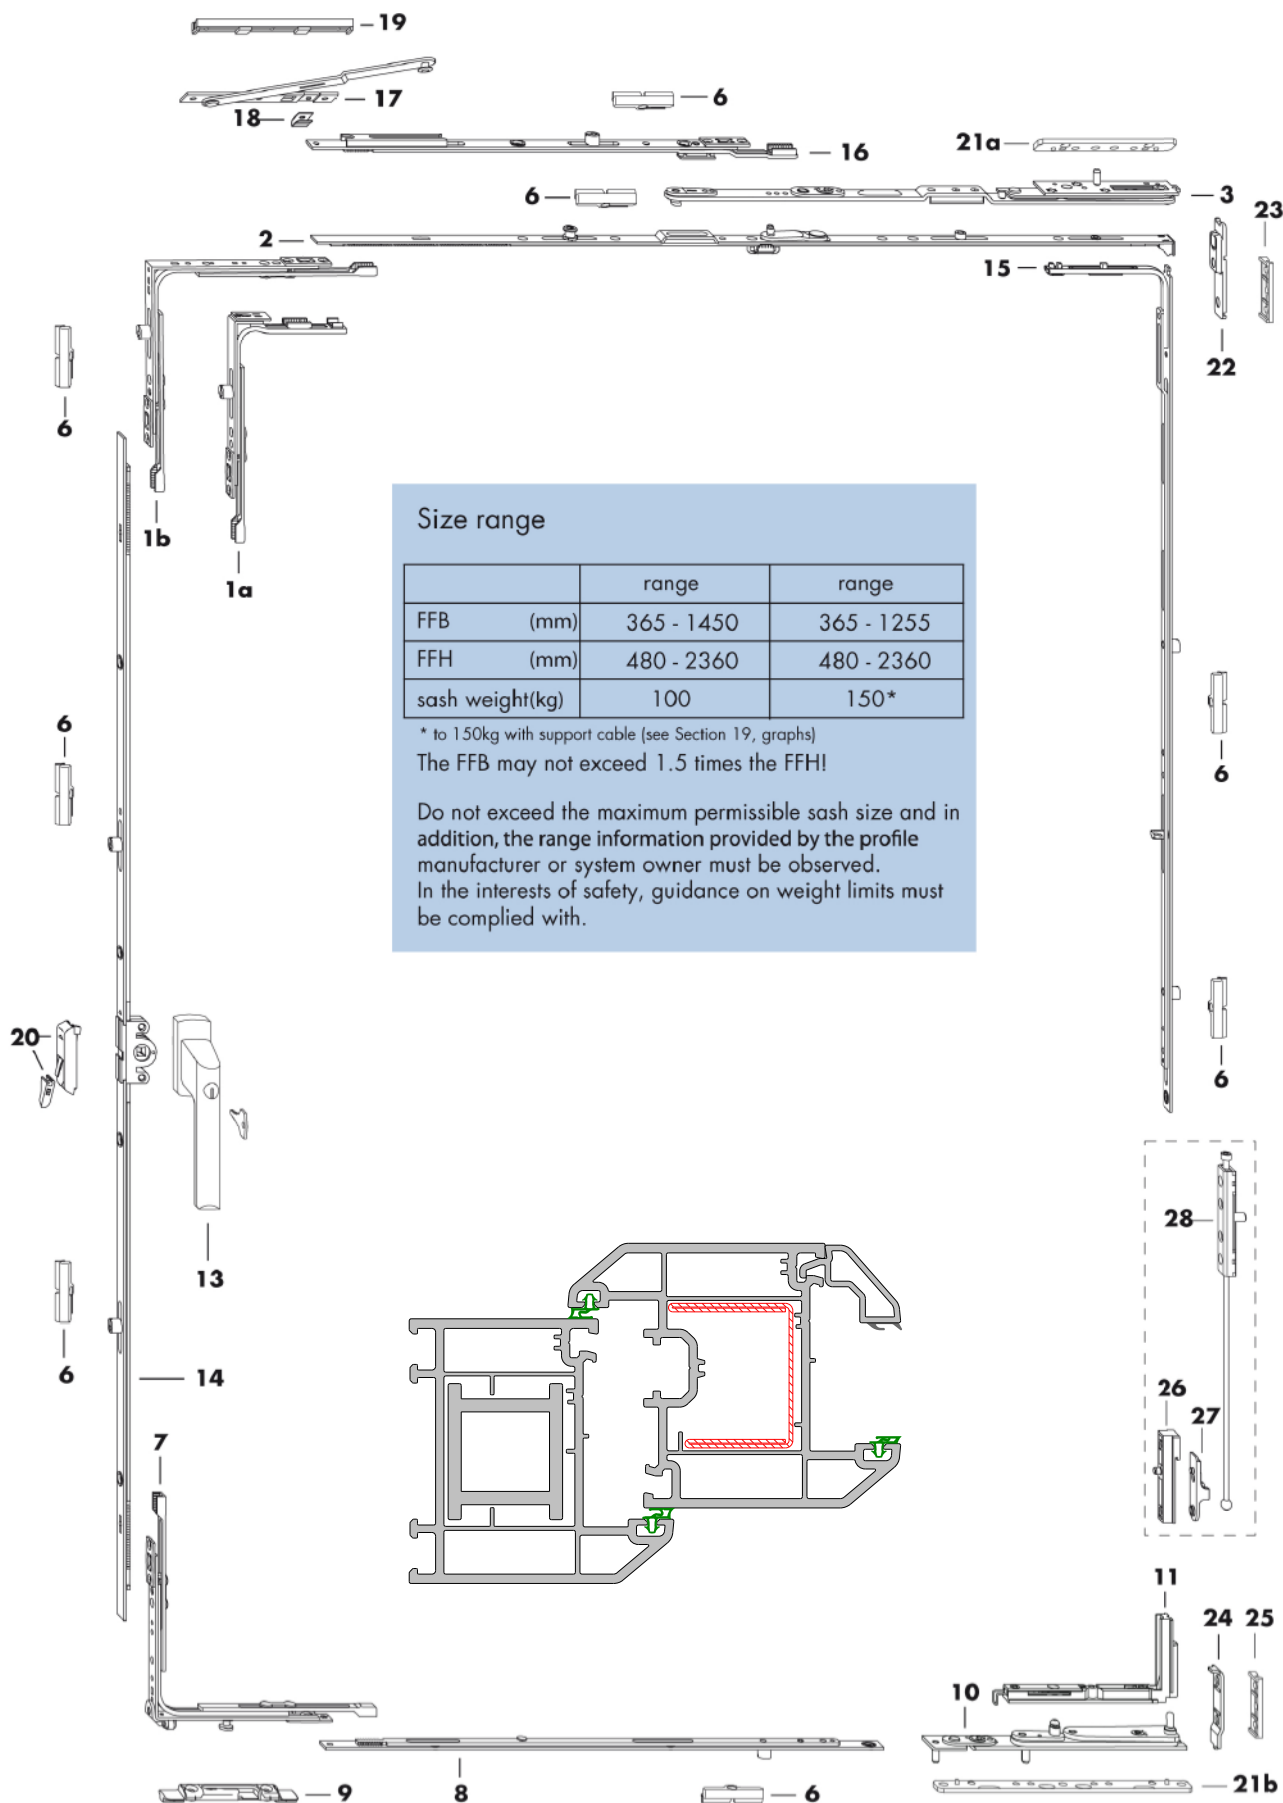 19
17
18
6
16
21a
6
3
23
2
15
22
6
1b
1a
Size range
range range
FFB (mm) 365 - 1450 365 - 1255
FFH (mm) 480 - 2360 480 - 2360
sash weight(kg) 100 150*
* to 150kg with support cable (see Section 19, graphs)
The FFB may not exceed 1.5 times the FFH!
Do not exceed the maximum permissible sash size and in
addition, the range information provided by the profile
manufacturer or system owner must be observed.
In the interests of safety, guidance on weight limits must
be complied with.
6
6
20
6
28
13
6
14
26
27
7
11
24 25
10
21b
9
8
6